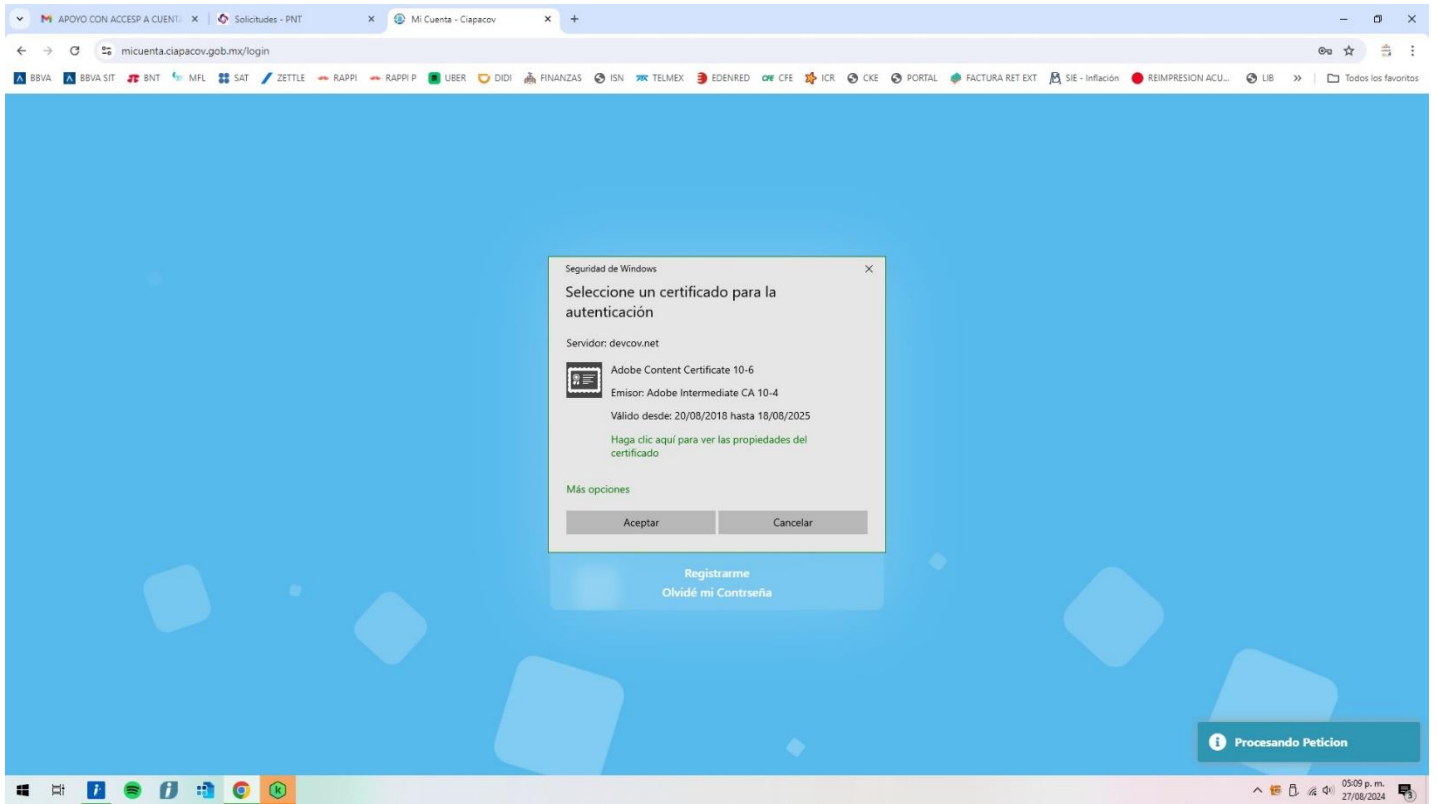 APOYO CON ACCESP A CUENT
Solicitudes - PNT
Mi Cuenta - Ciapacov
micuenta.ciapacov.gob.mx/login
BBVA BBVA SIT BNT MFL SAT ZETTLE RAPPI RAPPI P UBER DIDI FINANZAS ISN TELMEX EDENRED CFE CFE ICR CKE PORTAL FACTURA RET EXT SIE - Inflación REIMPRESION ACU... LIB » Todos los favoritos
Seguridad de Windows
Seleccione un certificado para la
autenticación
Servidor: devcov.net
Adobe Content Certificate 10-6
Emisor: Adobe Intermediate CA 10-4
Válido desde: 20/08/2018 hasta 18/08/2025
Haga clic aquí para ver las propiedades del
certificado
Más opciones
Aceptar Cancelar
Registrarme
Olvidé mi Contrseña
Procesando Peticion
05:09 p. m.
27/08/2024